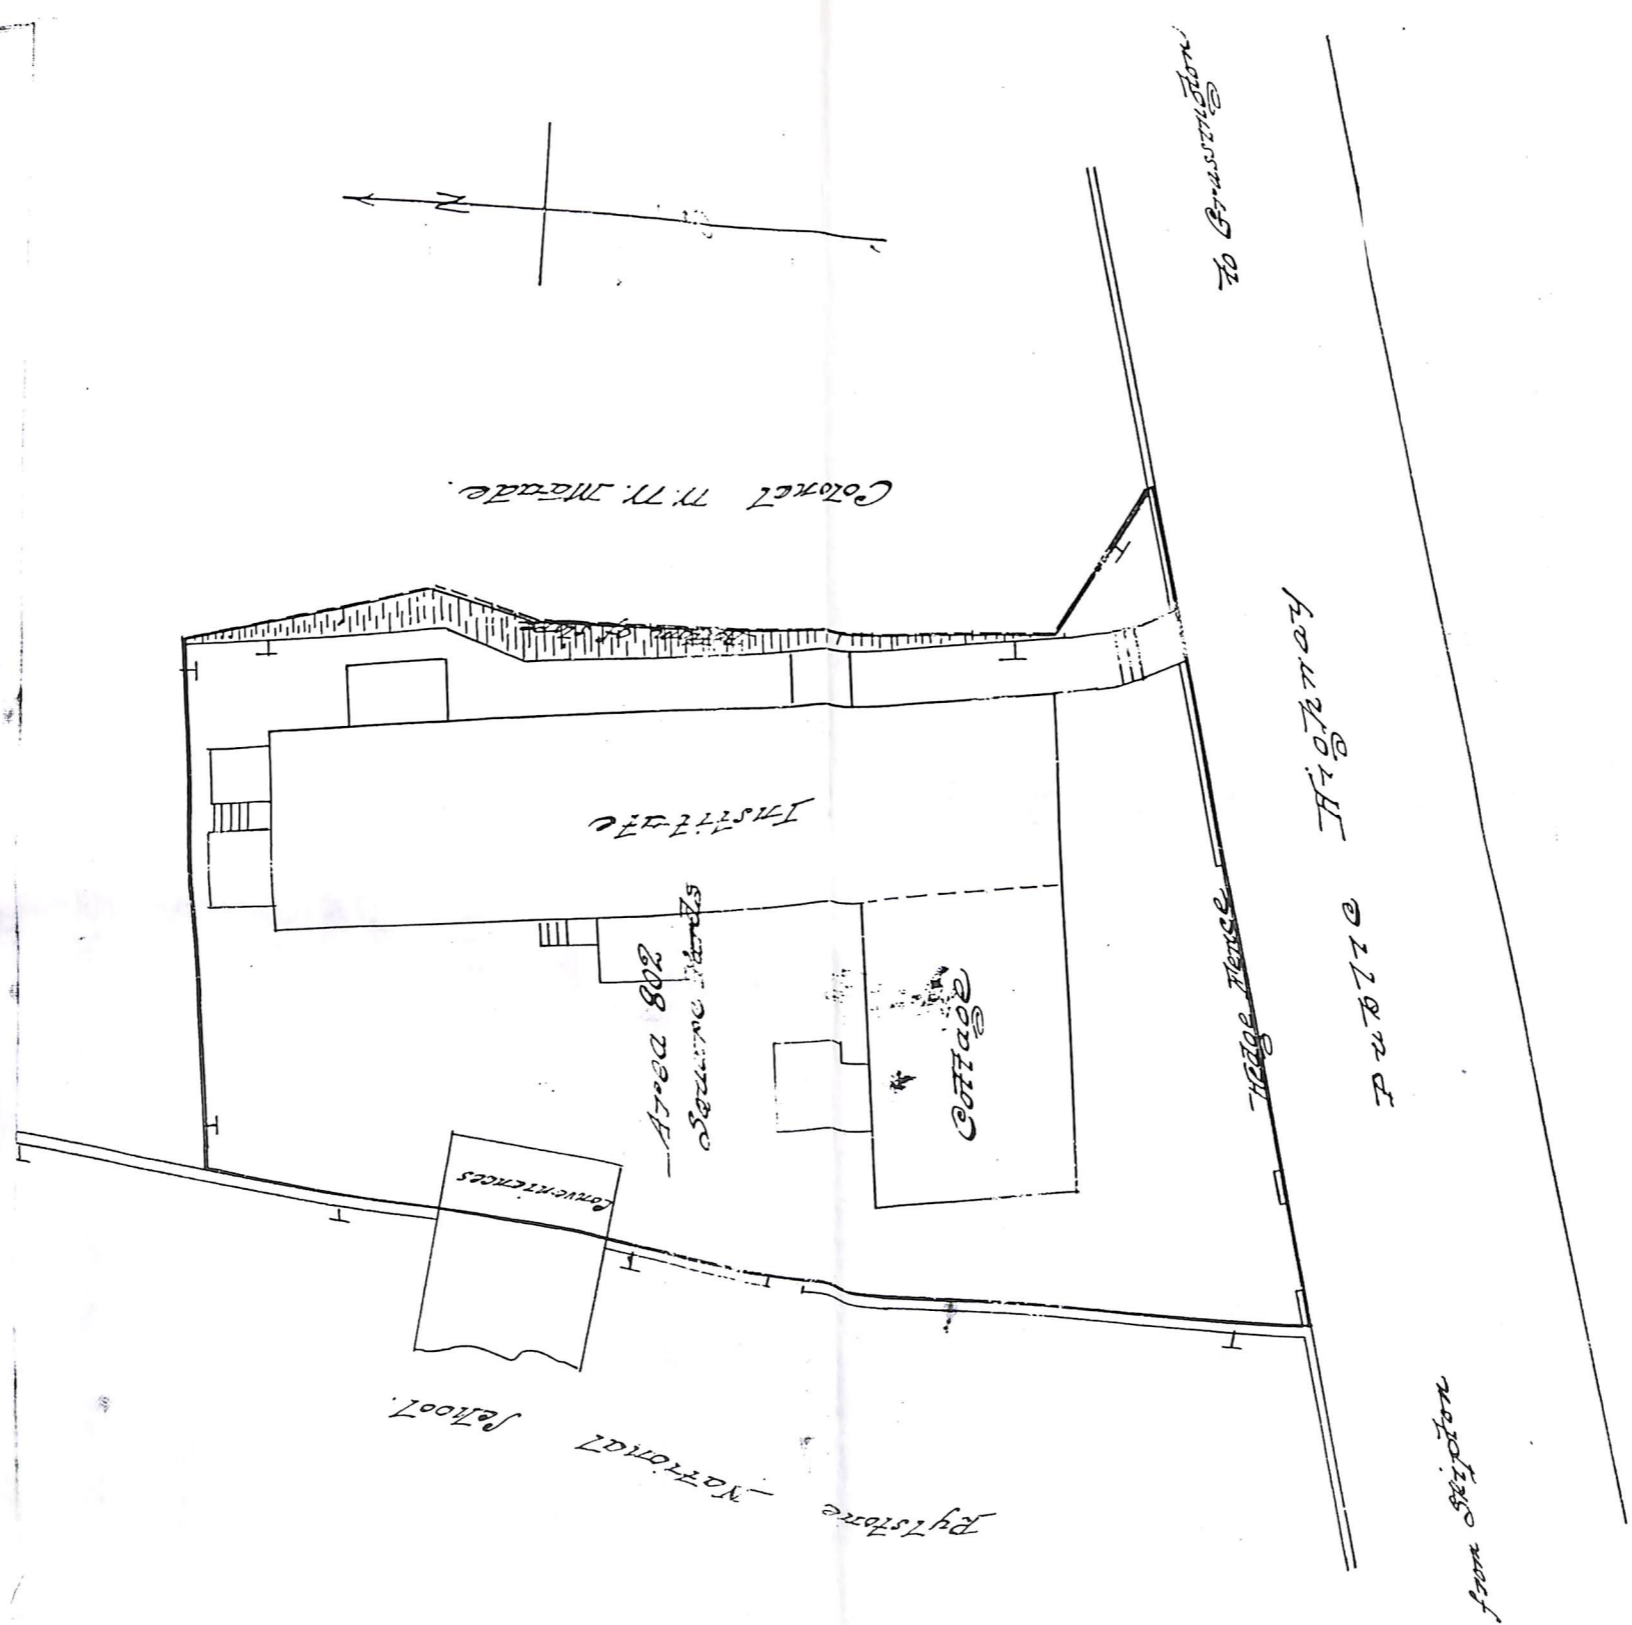 to Grassington
N
Colonel W. W. Maude.
Institute
Area 802
Square Yards
Cottage
Conveniences
Hedge Fence
Public Highway
Rylstone National School.
from Skipton